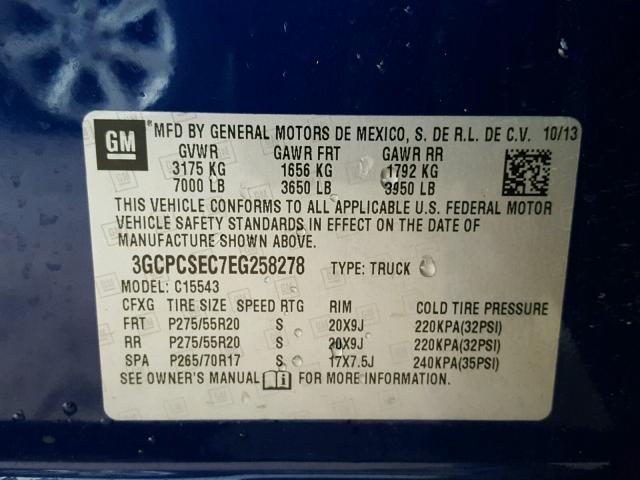 GM ® MFD BY GENERAL MOTORS DE MEXICO, S. DE R.L. DE C.V. 10/13
GVWR GAWR FRT GAWR RR
3175 KG 1656 KG 1792 KG
7000 LB 3650 LB 3950 LB
THIS VEHICLE CONFORMS TO ALL APPLICABLE U.S. FEDERAL MOTOR
VEHICLE SAFETY STANDARDS IN EFFECT ON THE DATE OF
MANUFACTURE SHOWN ABOVE.
3GCPCSEC7EG258278 TYPE: TRUCK
MODEL: C15543
CFXG TIRE SIZE SPEED RTG RIM COLD TIRE PRESSURE
FRT P275/55R20 S 20X9J 220KPA(32PSI)
RR P275/55R20 S 20X9J 220KPA(32PSI)
SPA P265/70R17 S 17X7.5J 240KPA(35PSI)
SEE OWNER'S MANUAL FOR MORE INFORMATION.